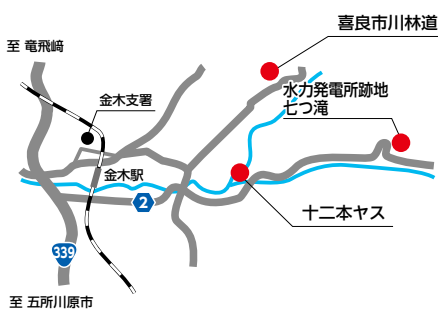 喜良市川林道
至 竜飛崎
水力発電所跡地
七つ滝
金木支署
金木駅
2
十二本ヤス
339
至 五所川原市